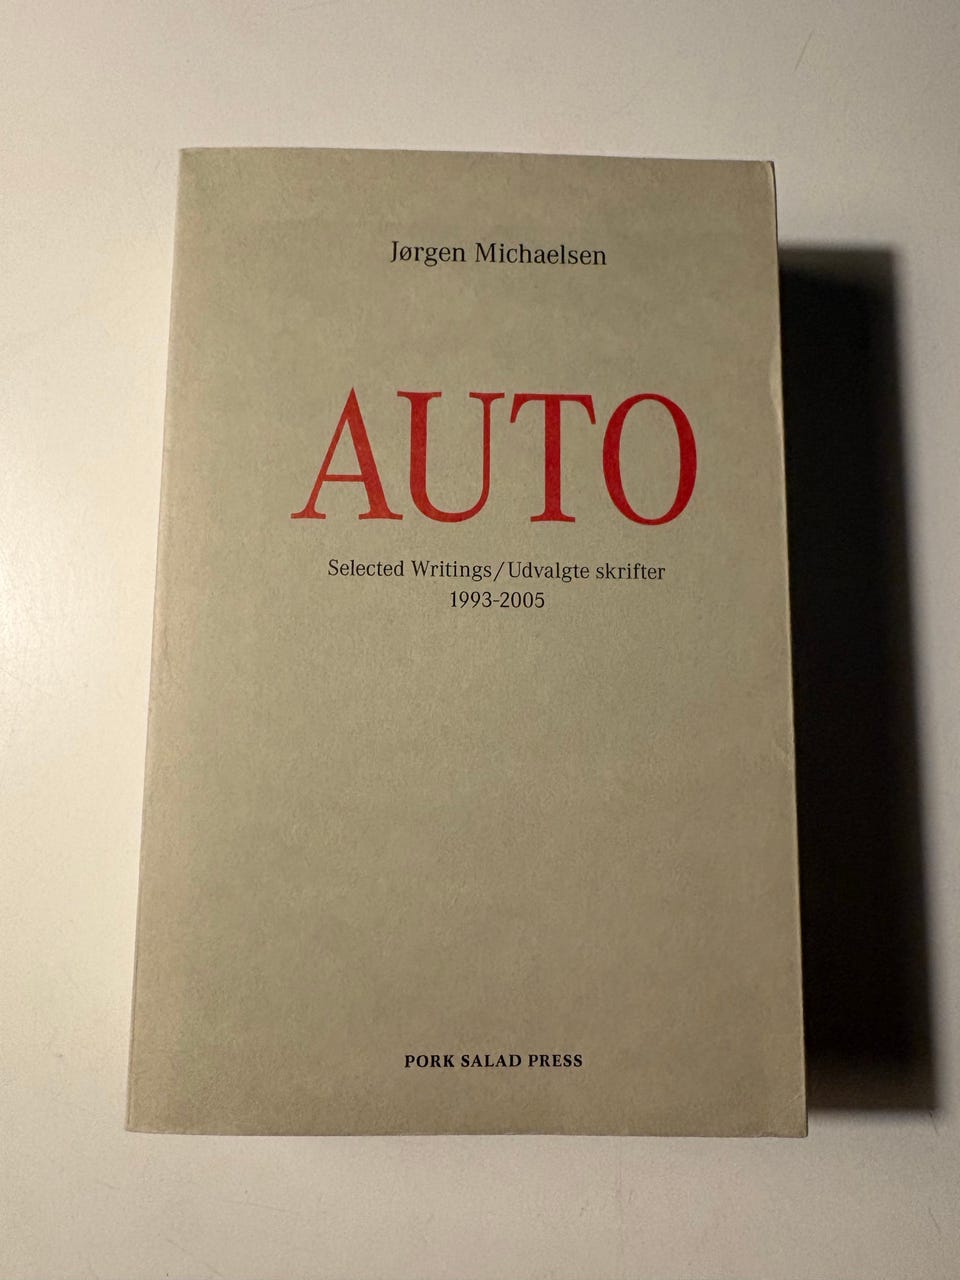 Jørgen Michaelsen
AUTO
Selected Writings/Udvalgte skrifter
1993-2005
PORK SALAD PRESS